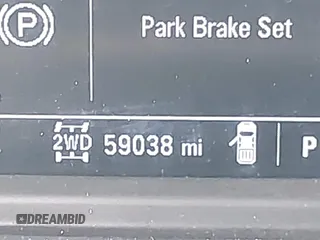 (P)
Park Brake Set
2WD 59038 mi P
DREAMBID